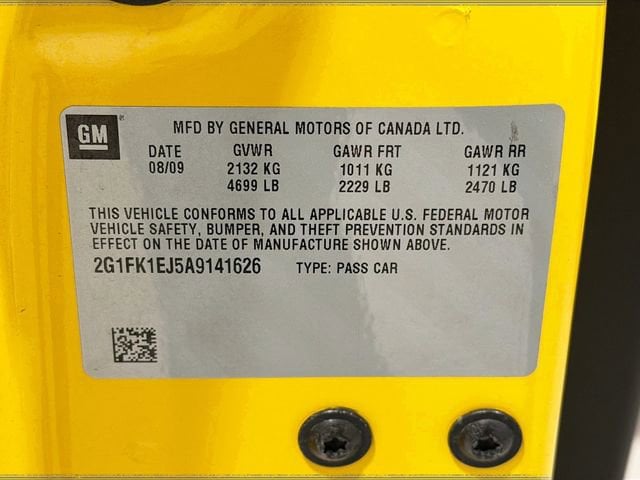 GM
MFD BY GENERAL MOTORS OF CANADA LTD.
DATE GVWR GAWR FRT GAWR RR
08/09 2132 KG 1011 KG 1121 KG
4699 LB 2229 LB 2470 LB
THIS VEHICLE CONFORMS TO ALL APPLICABLE U.S. FEDERAL MOTOR
VEHICLE SAFETY, BUMPER, AND THEFT PREVENTION STANDARDS IN
EFFECT ON THE DATE OF MANUFACTURE SHOWN ABOVE.
2G1FK1EJ5A9141626 TYPE: PASS CAR